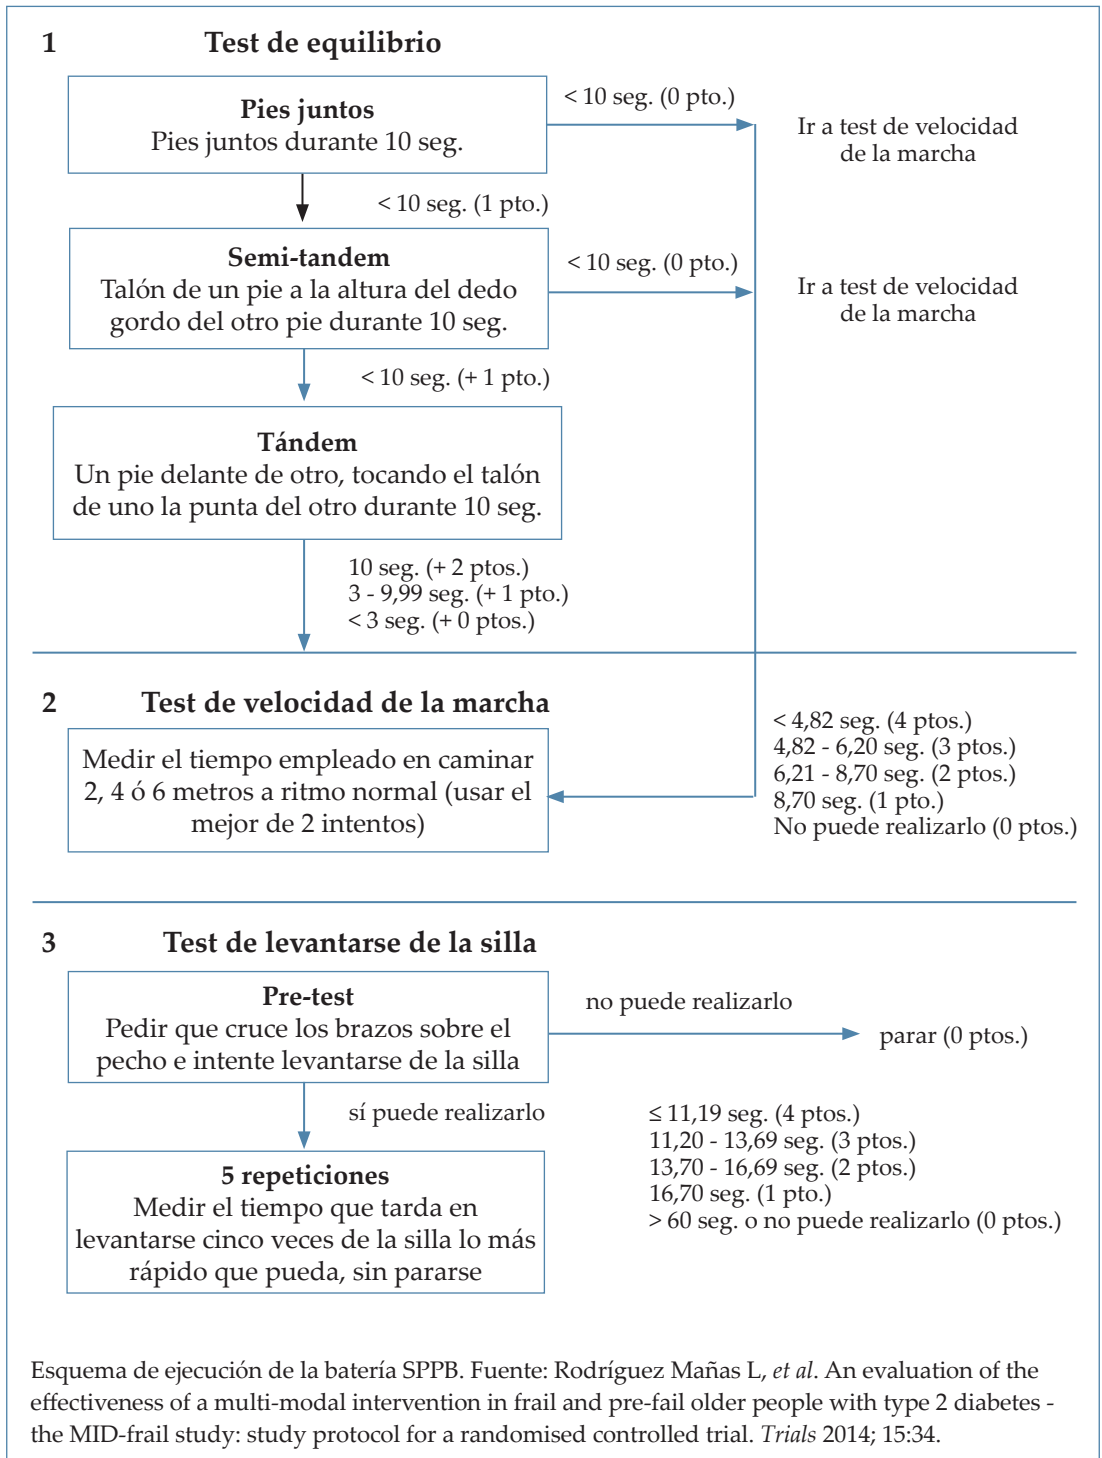 1 Test de equilibrio
Pies juntos
Pies juntos durante 10 seg.
< 10 seg. (0 pto.)
Ir a test de velocidad
de la marcha
< 10 seg. (1 pto.)
Semi-tandem
Talón de un pie a la altura del dedo
gordo del otro pie durante 10 seg.
< 10 seg. (0 pto.)
Ir a test de velocidad
de la marcha
< 10 seg. (+ 1 pto.)
Tándem
Un pie delante de otro, tocando el talón
de uno la punta del otro durante 10 seg.
10 seg. (+ 2 ptos.)
3 - 9,99 seg. (+ 1 pto.)
< 3 seg. (+ 0 ptos.)
2 Test de velocidad de la marcha
Medir el tiempo empleado en caminar
2, 4 ó 6 metros a ritmo normal (usar el
mejor de 2 intentos)
< 4,82 seg. (4 ptos.)
4,82 - 6,20 seg. (3 ptos.)
6,21 - 8,70 seg. (2 ptos.)
8,70 seg. (1 pto.)
No puede realizarlo (0 ptos.)
3 Test de levantarse de la silla
Pre-test
Pedir que cruce los brazos sobre el
pecho e intente levantarse de la silla
no puede realizarlo
parar (0 ptos.)
sí puede realizarlo
5 repeticiones
Medir el tiempo que tarda en
levantarse cinco veces de la silla lo más
rápido que pueda, sin pararse
≤ 11,19 seg. (4 ptos.)
11,20 - 13,69 seg. (3 ptos.)
13,70 - 16,69 seg. (2 ptos.)
16,70 seg. (1 pto.)
> 60 seg. o no puede realizarlo (0 ptos.)
Esquema de ejecución de la batería SPPB. Fuente: Rodríguez Mañas L, et al. An evaluation of the
effectiveness of a multi-modal intervention in frail and pre-fail older people with type 2 diabetes -
the MID-frail study: study protocol for a randomised controlled trial. Trials 2014; 15:34.